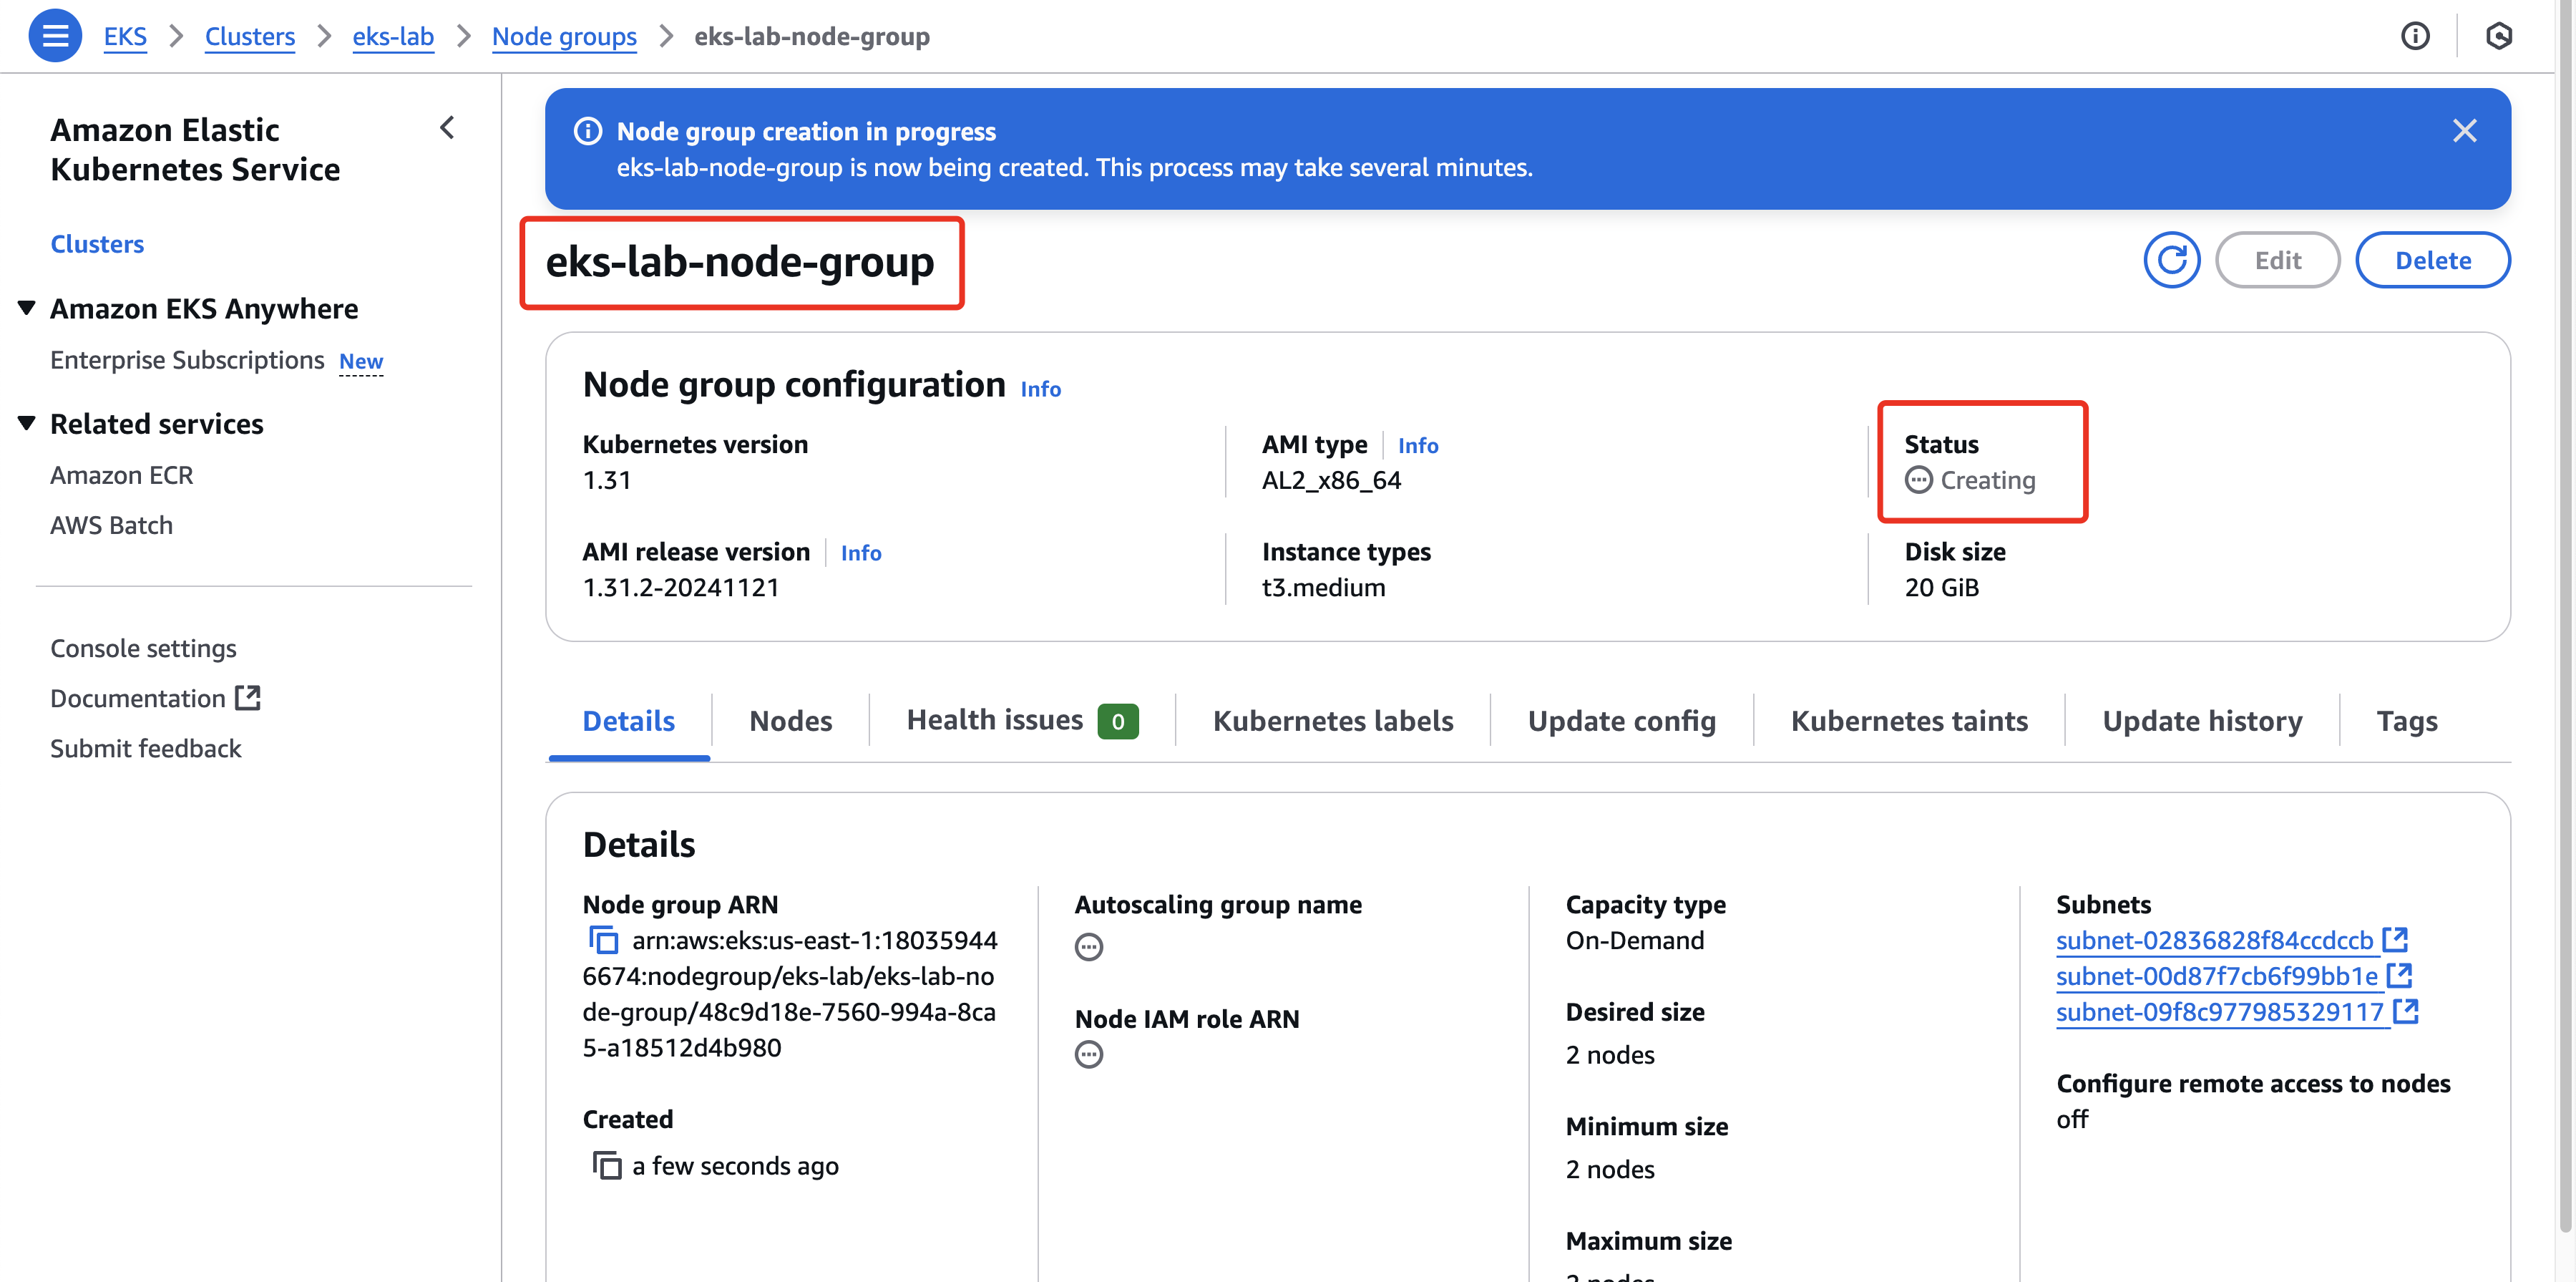 EKS > Clusters > eks-lab > Node groups > eks-lab-node-group
Amazon Elastic
Kubernetes Service
Clusters
Amazon EKS Anywhere
Enterprise Subscriptions New
Related services
Amazon ECR
AWS Batch
Console settings
Documentation
Submit feedback
Node group creation in progress
eks-lab-node-group is now being created. This process may take several minutes.
eks-lab-node-group
Edit
Delete
Node group configuration Info
Kubernetes version
1.31
AMI type Info
AL2_x86_64
Status
Creating
AMI release version Info
1.31.2-20241121
Instance types
t3.medium
Disk size
20 GiB
Details
Nodes
Health issues 0
Kubernetes labels
Update config
Kubernetes taints
Update history
Tags
Details
Node group ARN
arn:aws:eks:us-east-1:18035944
6674:nodegroup/eks-lab/eks-lab-no
de-group/48c9d18e-7560-994a-8ca
5-a18512d4b980
Created
a few seconds ago
Autoscaling group name
Node IAM role ARN
Capacity type
On-Demand
Desired size
2 nodes
Minimum size
2 nodes
Maximum size
nodes
Subnets
subnet-02836828f84ccdccb
subnet-00d87f7cb6f99bb1e
subnet-09f8c977985329117
Configure remote access to nodes
off